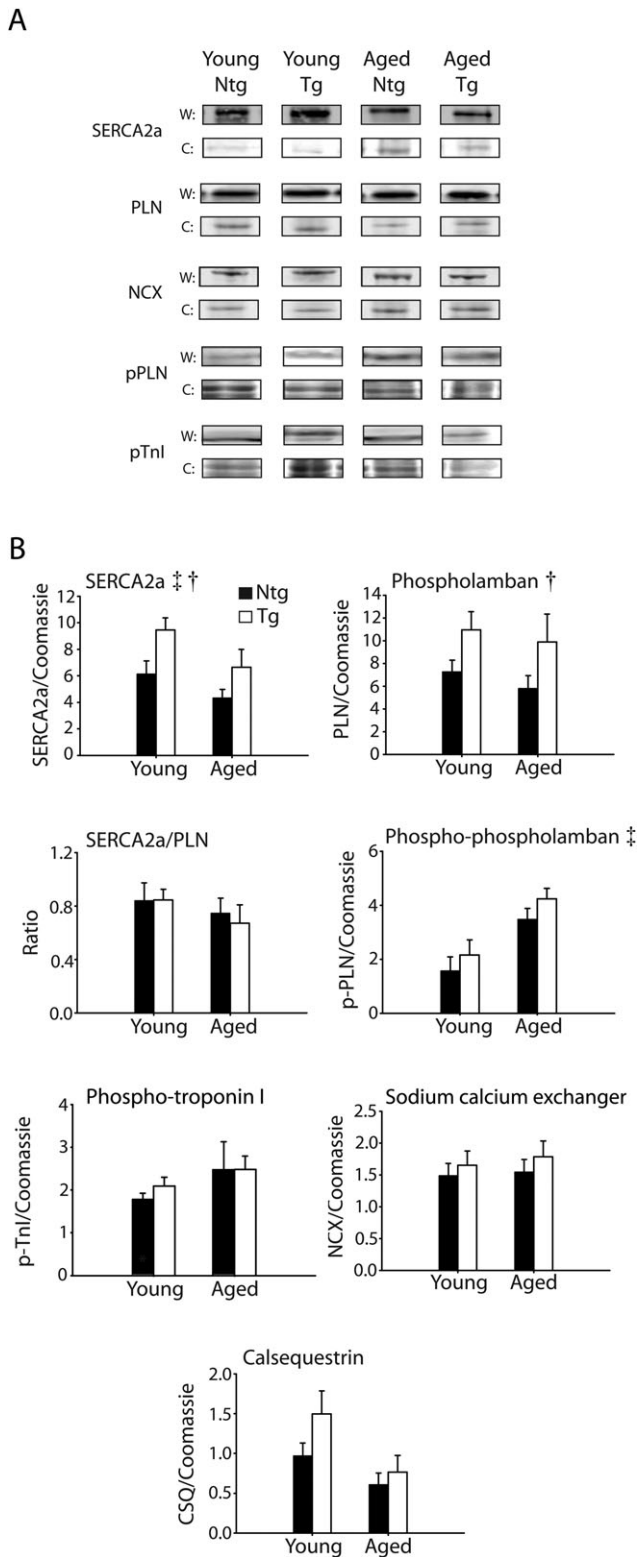 A
Young Young Aged Aged
Ntg Tg Ntg Tg
SERCA2a
W:
C:
PLN
W:
C:
NCX
W:
C:
pPLN
W:
C:
pTnI
W:
C:
B
SERCA2a ‡ †
Ntg
Tg
SERCA2a/Coomassie
12
10
8
6
4
2
0
Young Aged
Phospholamban †
PLN/Coomassie
14
12
10
8
6
4
2
0
Young Aged
SERCA2a/PLN
Ratio
1.2
0.8
0.4
0.0
Young Aged
Phospho-phospholamban ‡
p-PLN/Coomassie
6
4
2
0
Young Aged
Phospho-troponin I
p-TnI/Coomassie
4
3
2
1
0
Young Aged
Sodium calcium exchanger
NCX/Coomassie
2.5
2.0
1.5
1.0
0.5
0.0
Young Aged
Calsequestrin
CSQ/Coomassie
2.0
1.5
1.0
0.5
0.0
Young Aged